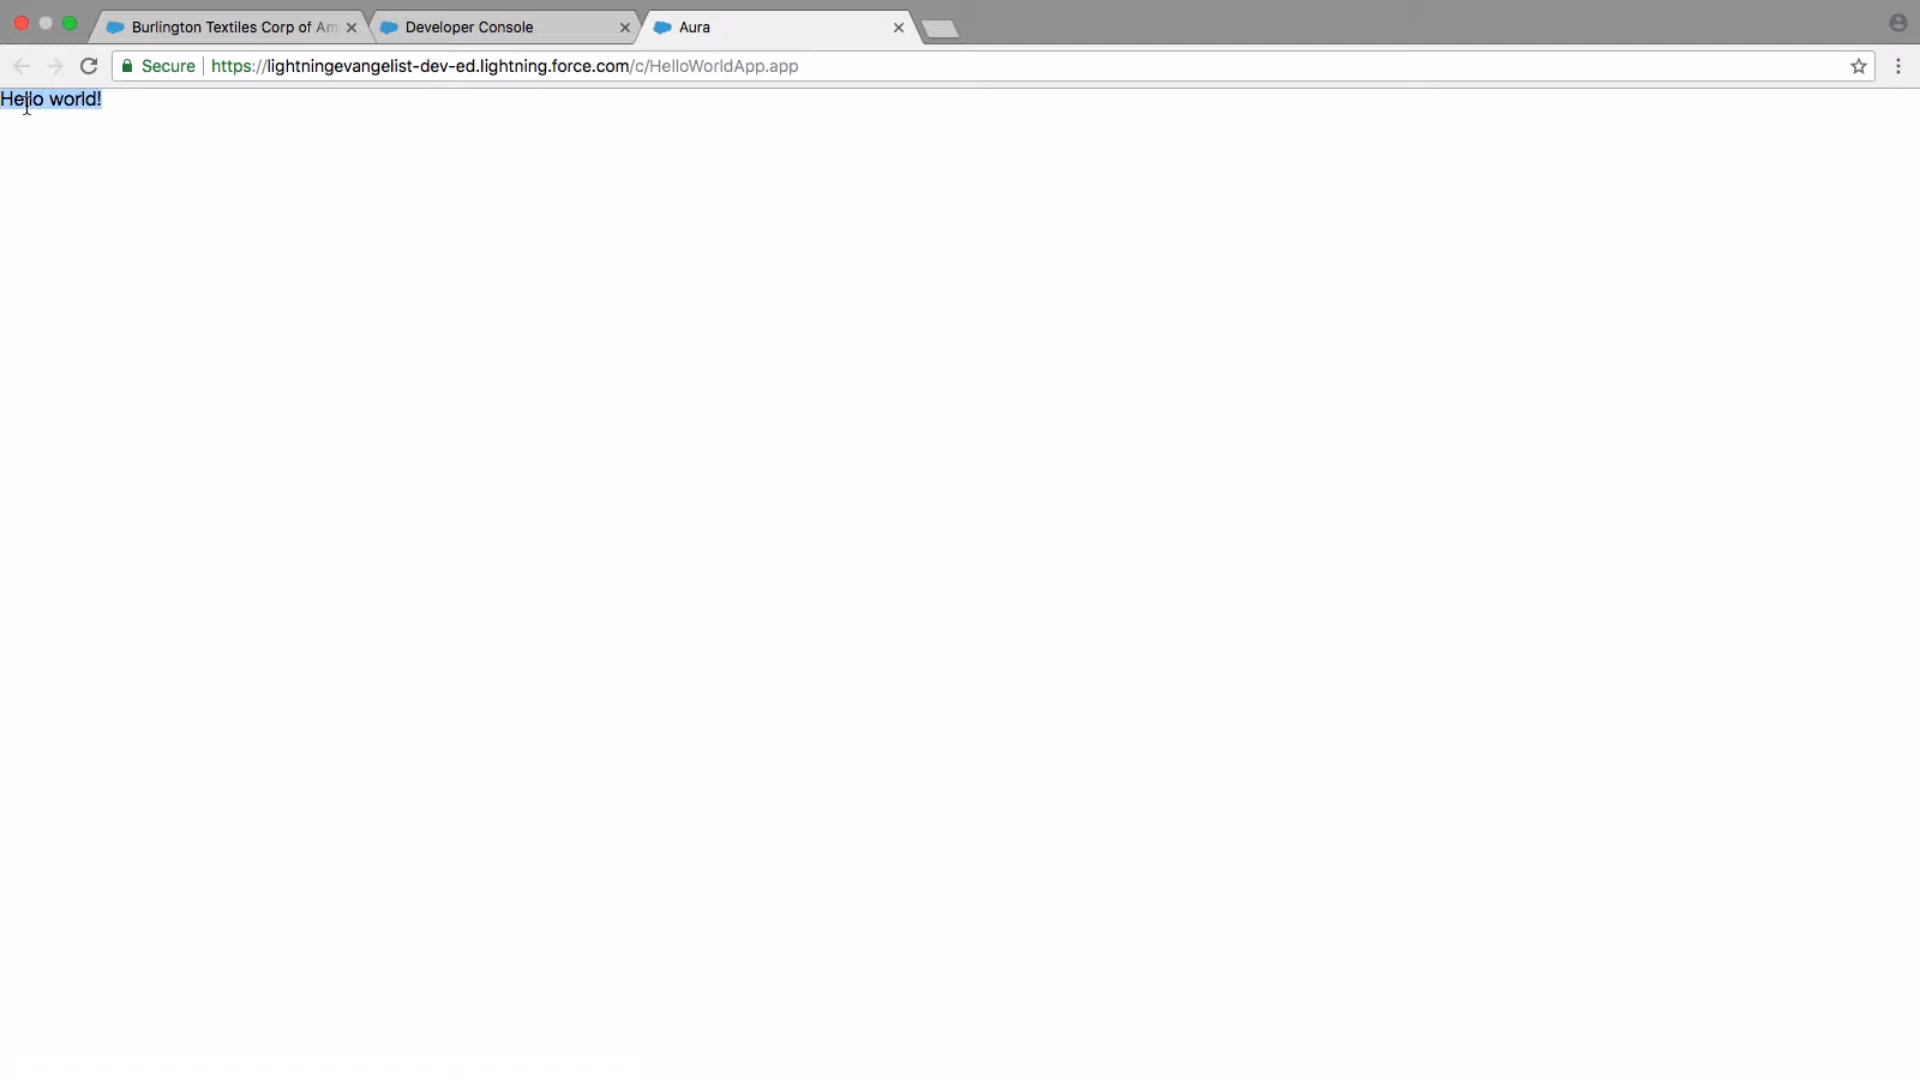 Burlington Textiles Corp of Am
Developer Console
Aura
Secure
https://lightningevangelist-dev-ed.lightning.force.com/c/HelloWorldApp.app
Hello world!